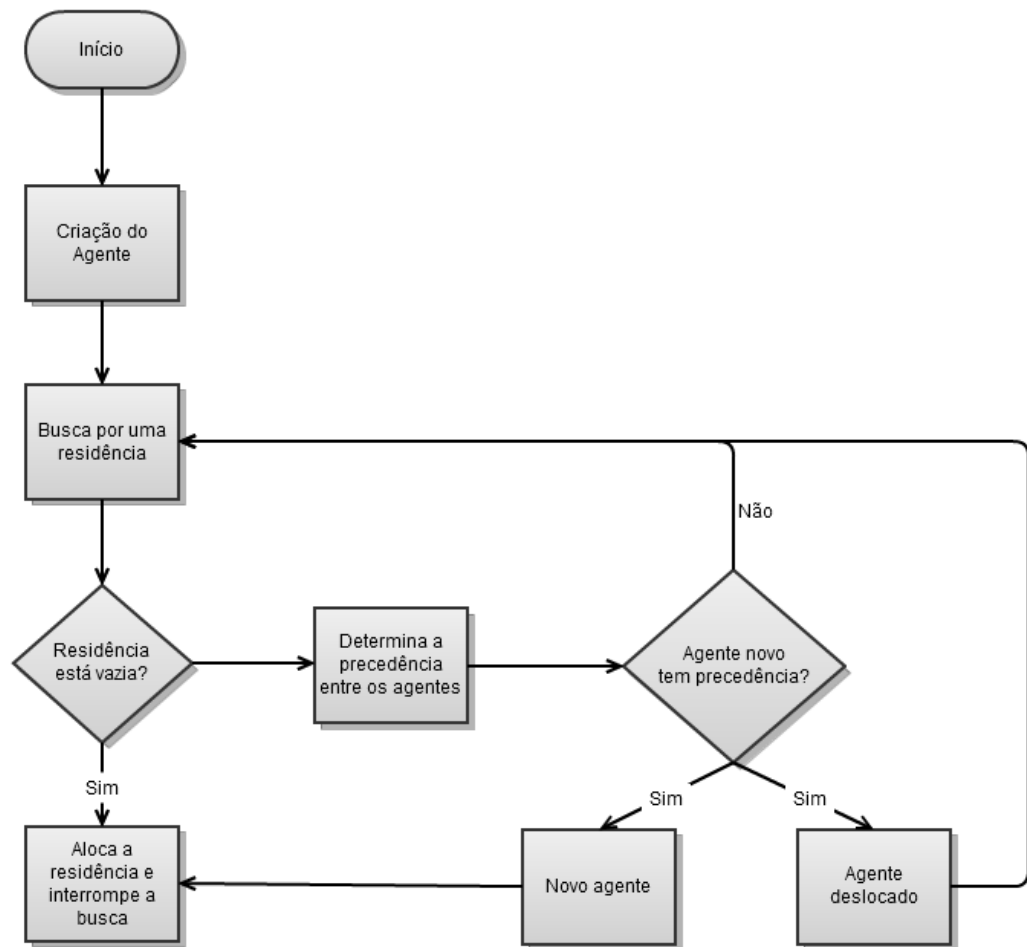 Início
Criação do
Agente
Busca por uma
residência
Não
Residência
está vazia?
Determina a
precedência
entre os agentes
Agente novo
tem precedência?
Sim
Sim
Sim
Aloca a
residência e
interrompe a
busca
Novo agente
Agente
deslocado